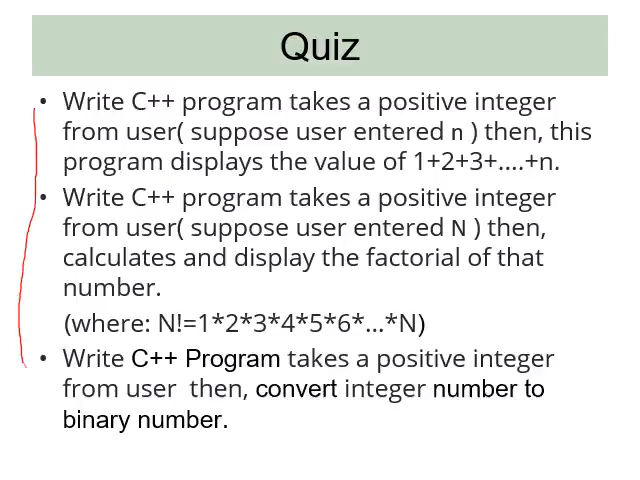 Quiz
• Write C++ program takes a positive integer
from user( suppose user entered n ) then, this
program displays the value of 1+2+3+....+n.
• Write C++ program takes a positive integer
from user( suppose user entered N ) then,
calculates and display the factorial of that
number.
(where: N!=1*2*3*4*5*6*...*N)
• Write C++ Program takes a positive integer
from user then, convert integer number to
binary number.